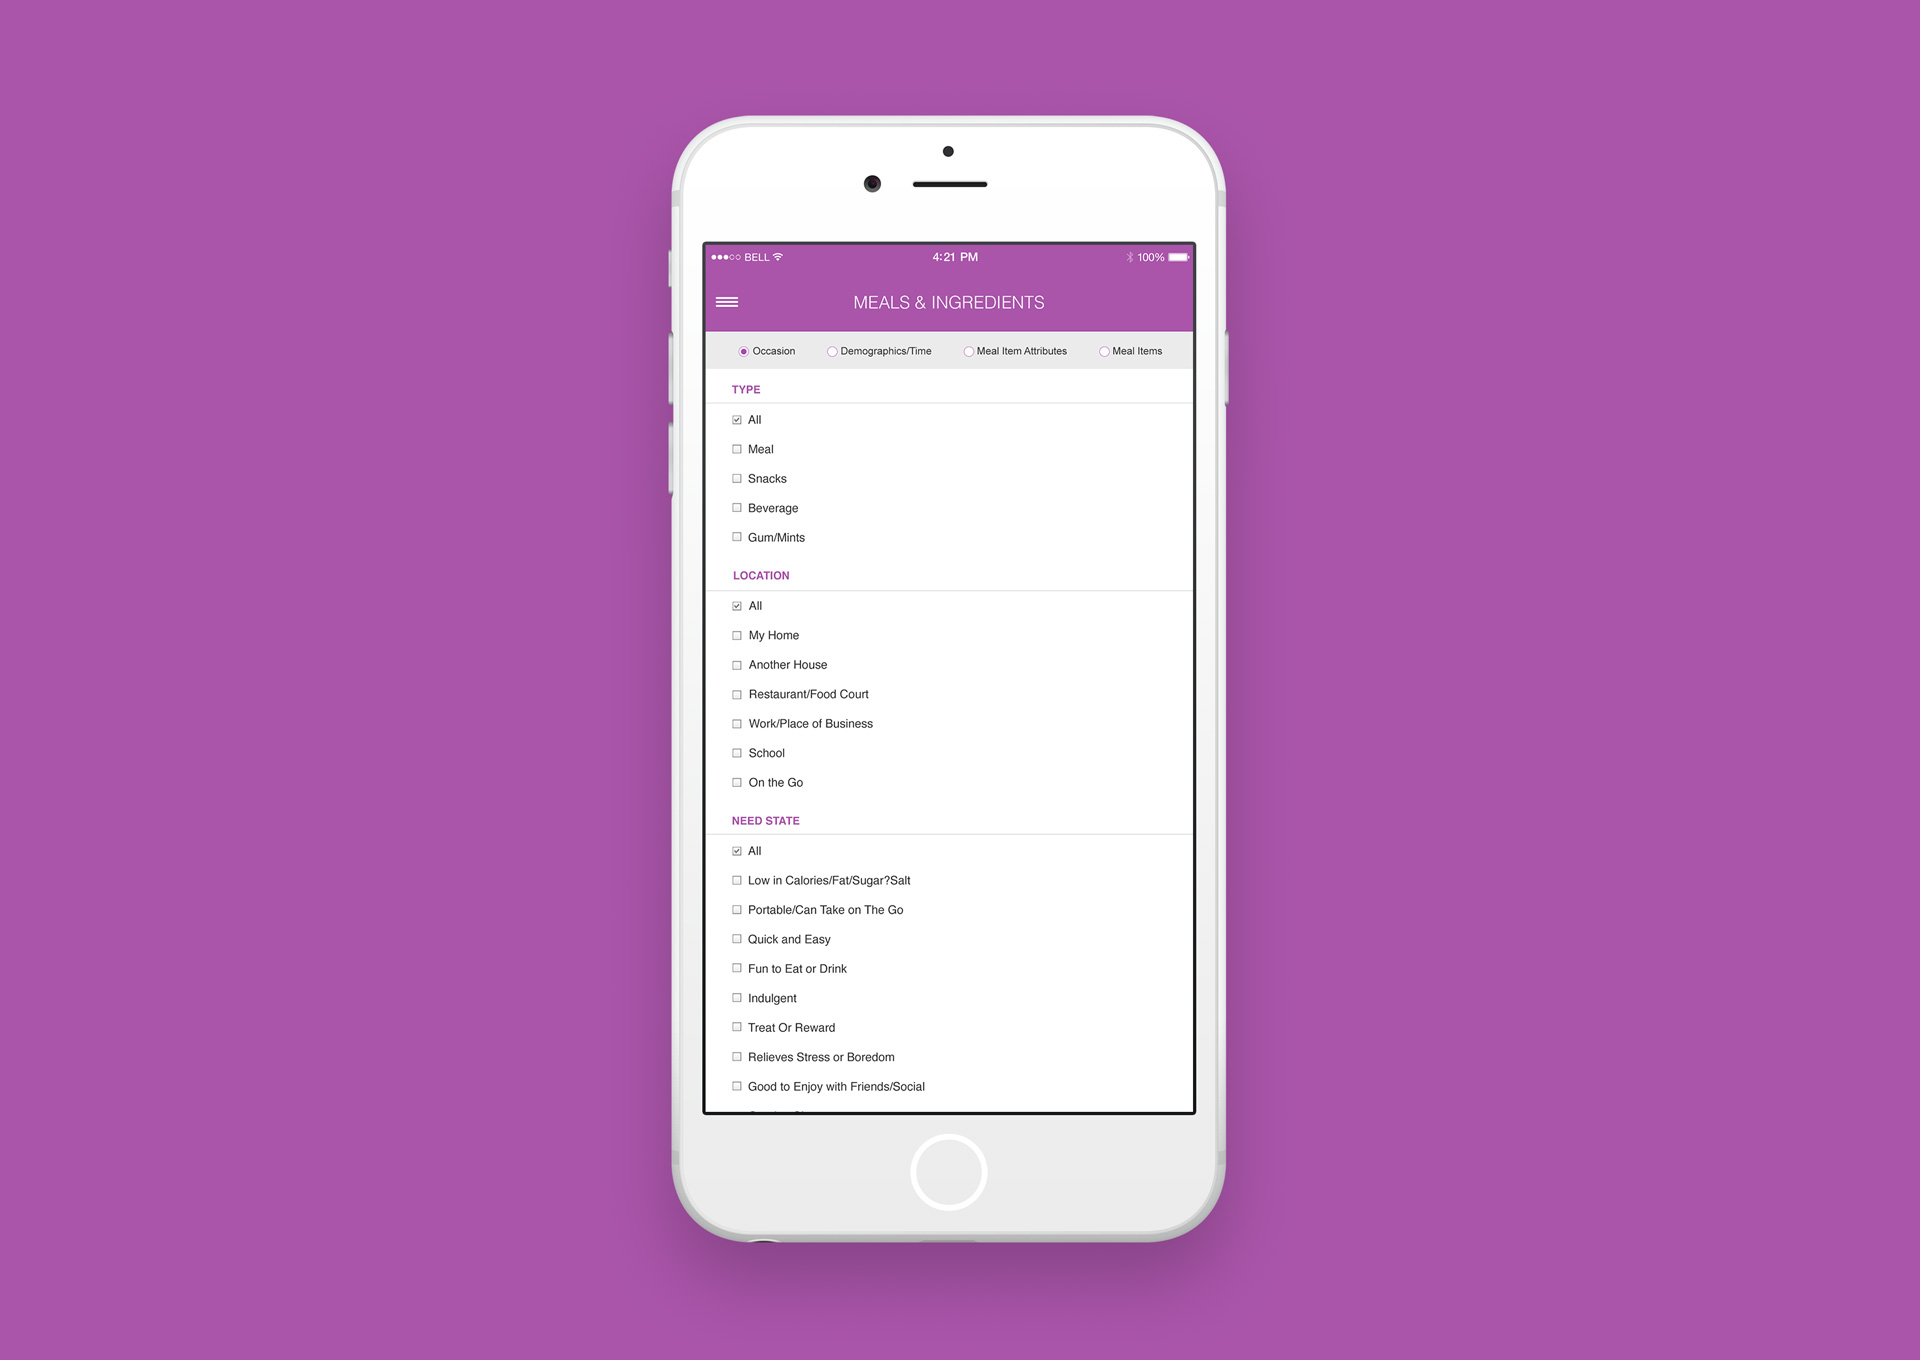 BELL 4:21 PM 100%
MEALS & INGREDIENTS
Occasion Demographics/Time Meal Item Attributes Meal Items
TYPE
All
Meal
Snacks
Beverage
Gum/Mints
LOCATION
All
My Home
Another House
Restaurant/Food Court
Work/Place of Business
School
On the Go
NEED STATE
All
Low in Calories/Fat/Sugar?Salt
Portable/Can Take on The Go
Quick and Easy
Fun to Eat or Drink
Indulgent
Treat Or Reward
Relieves Stress or Boredom
Good to Enjoy with Friends/Social